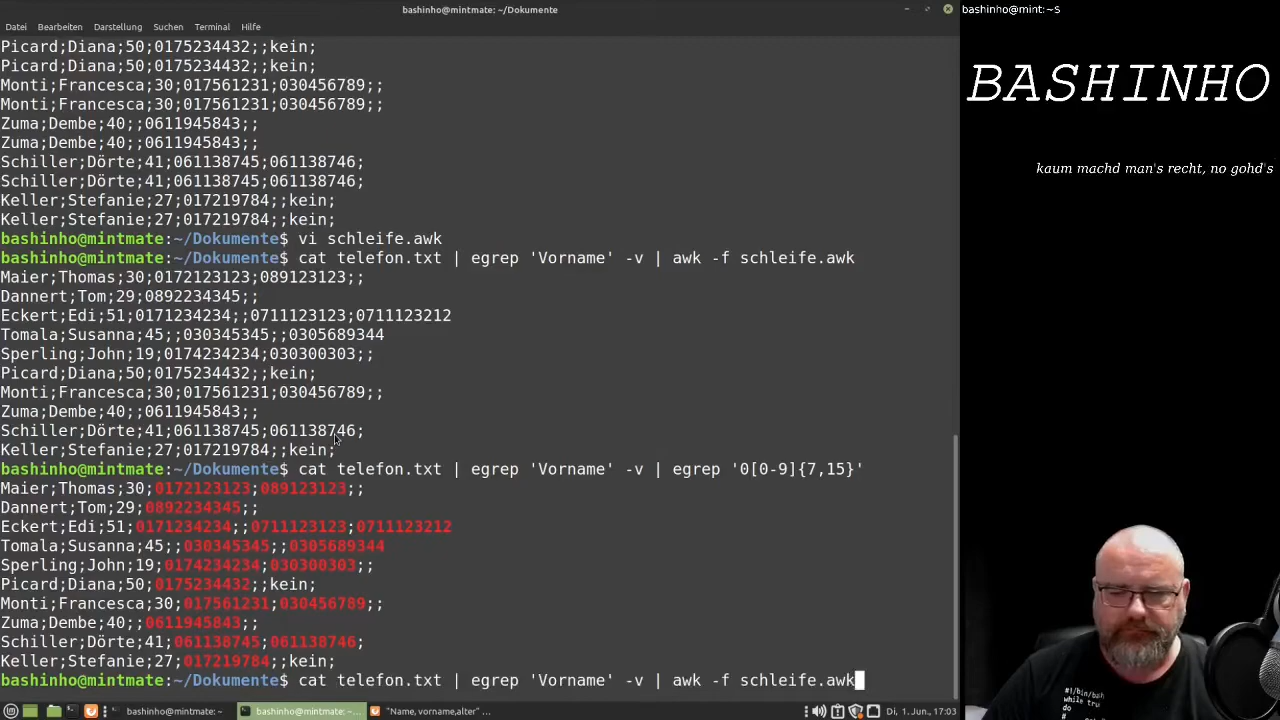 bashinho@mintmate: ~/Dokumente
bashinho@mint:~S
Datei Bearbeiten Darstellung Suchen Terminal Hilfe
BASHINHO
kaum machd man's recht, no gohd's
Picard;Diana;50;0175234432;;kein;
Picard;Diana;50;0175234432;;kein;
Monti;Francesca;30;017561231;030456789;;
Monti;Francesca;30;017561231;030456789;;
Zuma;Dembe;40;;0611945843;;
Zuma;Dembe;40;;0611945843;;
Schiller;Dörte;41;061138745;061138746;
Schiller;Dörte;41;061138745;061138746;
Keller;Stefanie;27;017219784;;kein;
Keller;Stefanie;27;017219784;;kein;
bashinho@mintmate:~/Dokumente$ vi schleife.awk
bashinho@mintmate:~/Dokumente$ cat telefon.txt | egrep 'Vorname' -v | awk -f schleife.awk
Maier;Thomas;30;0172123123;089123123;;
Dannert;Tom;29;0892234345;;
Eckert;Edi;51;0171234234;;0711123123;0711123212
Tomala;Susanna;45;;030345345;;0305689344
Sperling;John;19;0174234234;030300303;;
Picard;Diana;50;0175234432;;kein;
Monti;Francesca;30;017561231;030456789;;
Zuma;Dembe;40;;0611945843;;
Schiller;Dörte;41;061138745;061138746;
Keller;Stefanie;27;017219784;;kein;
bashinho@mintmate:~/Dokumente$ cat telefon.txt | egrep 'Vorname' -v | egrep '0[0-9]{7,15}'
Maier;Thomas;30;0172123123;089123123;;
Dannert;Tom;29;0892234345;;
Eckert;Edi;51;0171234234;;0711123123;0711123212
Tomala;Susanna;45;;030345345;;0305689344
Sperling;John;19;0174234234;030300303;;
Picard;Diana;50;0175234432;;kein;
Monti;Francesca;30;017561231;030456789;;
Zuma;Dembe;40;;0611945843;;
Schiller;Dörte;41;061138745;061138746;
Keller;Stefanie;27;017219784;;kein;
bashinho@mintmate:~/Dokumente$ cat telefon.txt | egrep 'Vorname' -v | awk -f schleife.awk
#!/bin/bash
while true
do
bashinho@mintmate: ~
bashinho@mintmate: ~...
"Name, vorname,alter" ...
Di, 1. Jun., 17:03